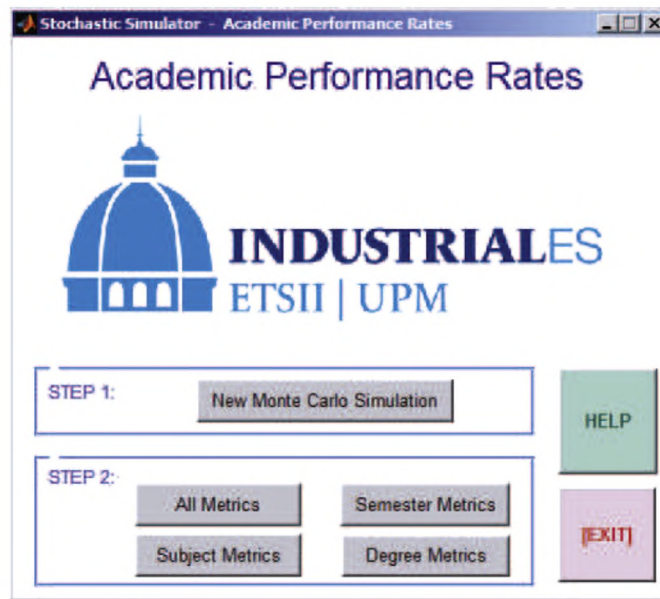 Stochastic Simulator - Academic Performance Rates
Academic Performance Rates
INDUSTRIALES
ETSII | UPM
STEP 1:
New Monte Carlo Simulation
HELP
STEP 2:
All Metrics
Semester Metrics
Subject Metrics
Degree Metrics
[EXIT]